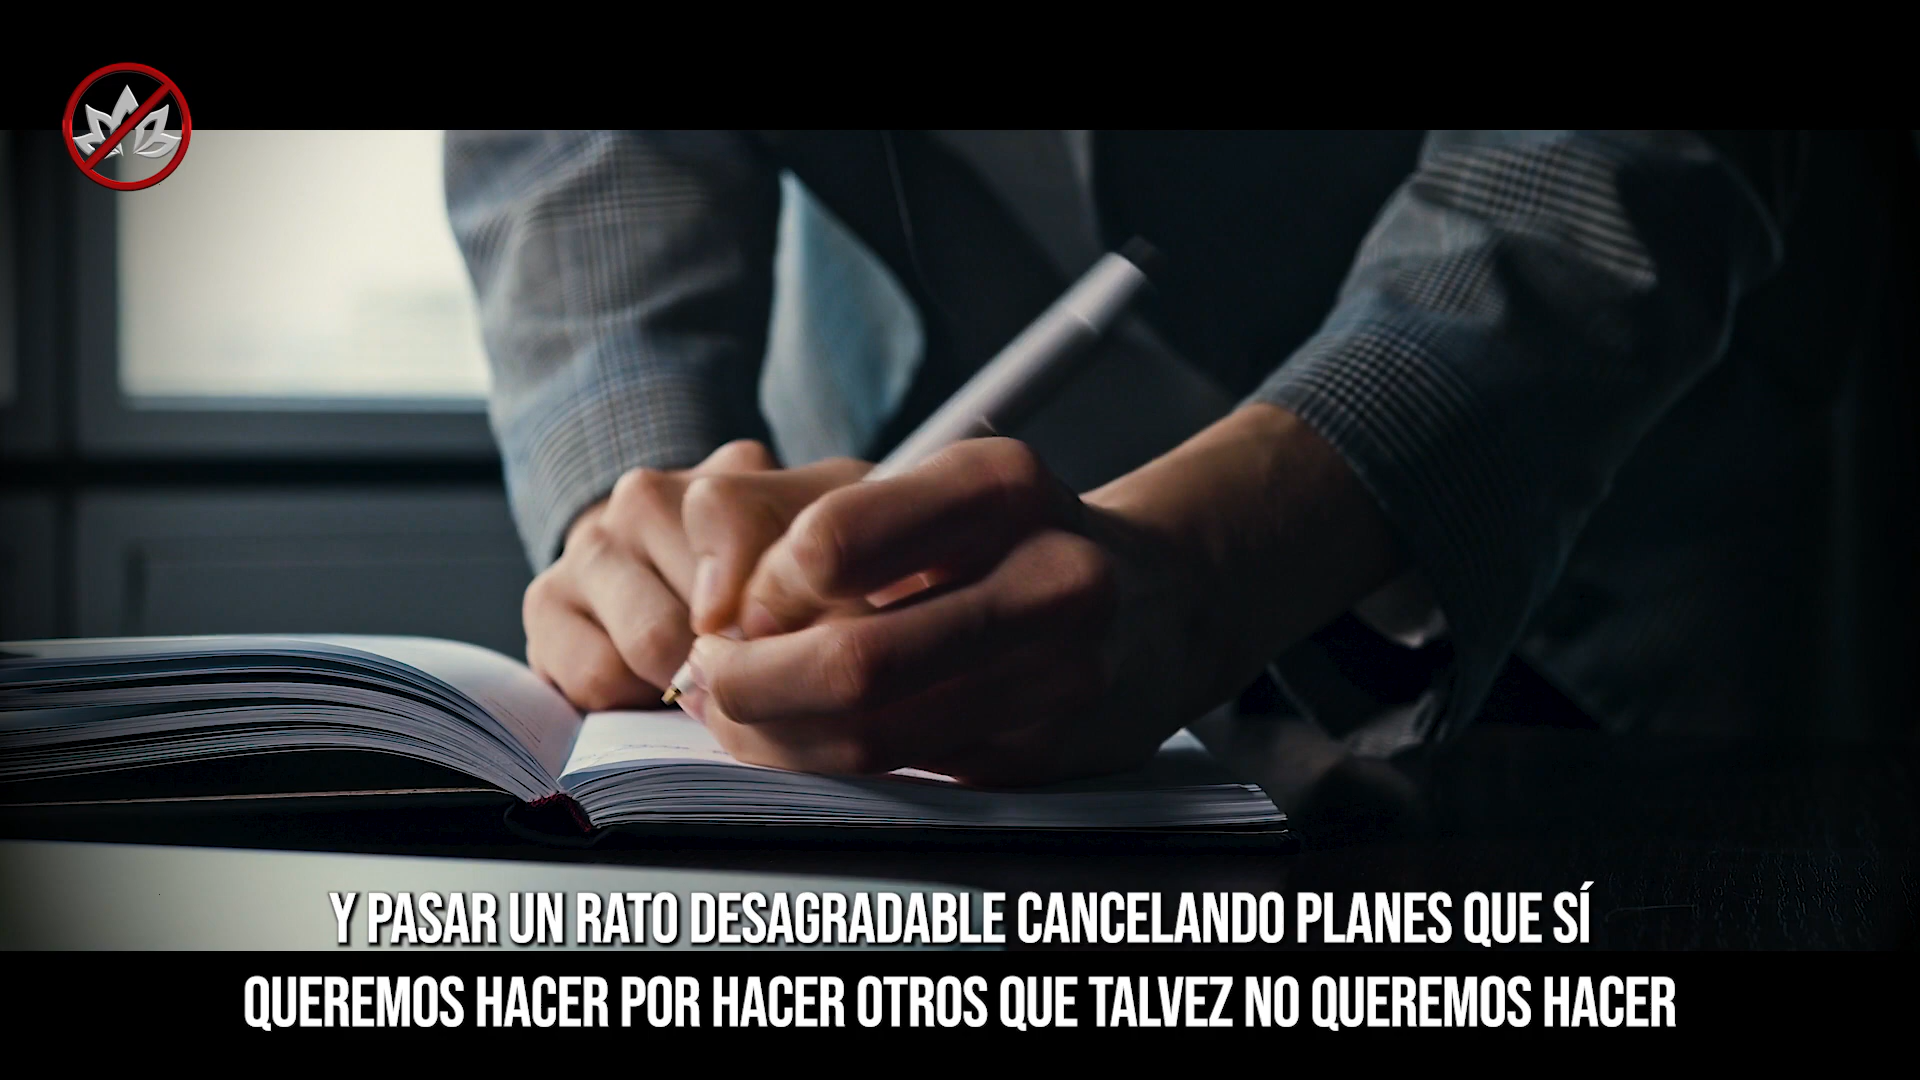 Y PASAR UN RATO DESAGRADABLE CANCELANDO PLANES QUE SÍ
QUEREMOS HACER POR HACER OTROS QUE TALVEZ NO QUEREMOS HACER